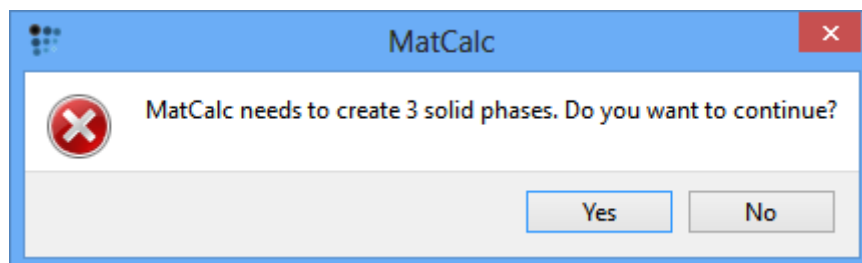 MatCalc
MatCalc needs to create 3 solid phases. Do you want to continue?
Yes
No